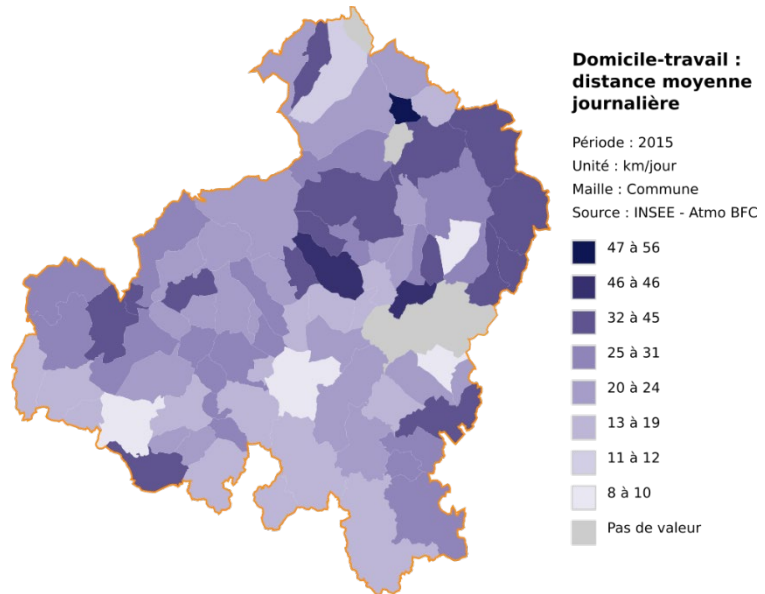 Domicile-travail :
distance moyenne
journalière
Période : 2015
Unité : km/jour
Maille : Commune
Source : INSEE - Atmo BFC
47 à 56
46 à 46
32 à 45
25 à 31
20 à 24
13 à 19
11 à 12
8 à 10
Pas de valeur